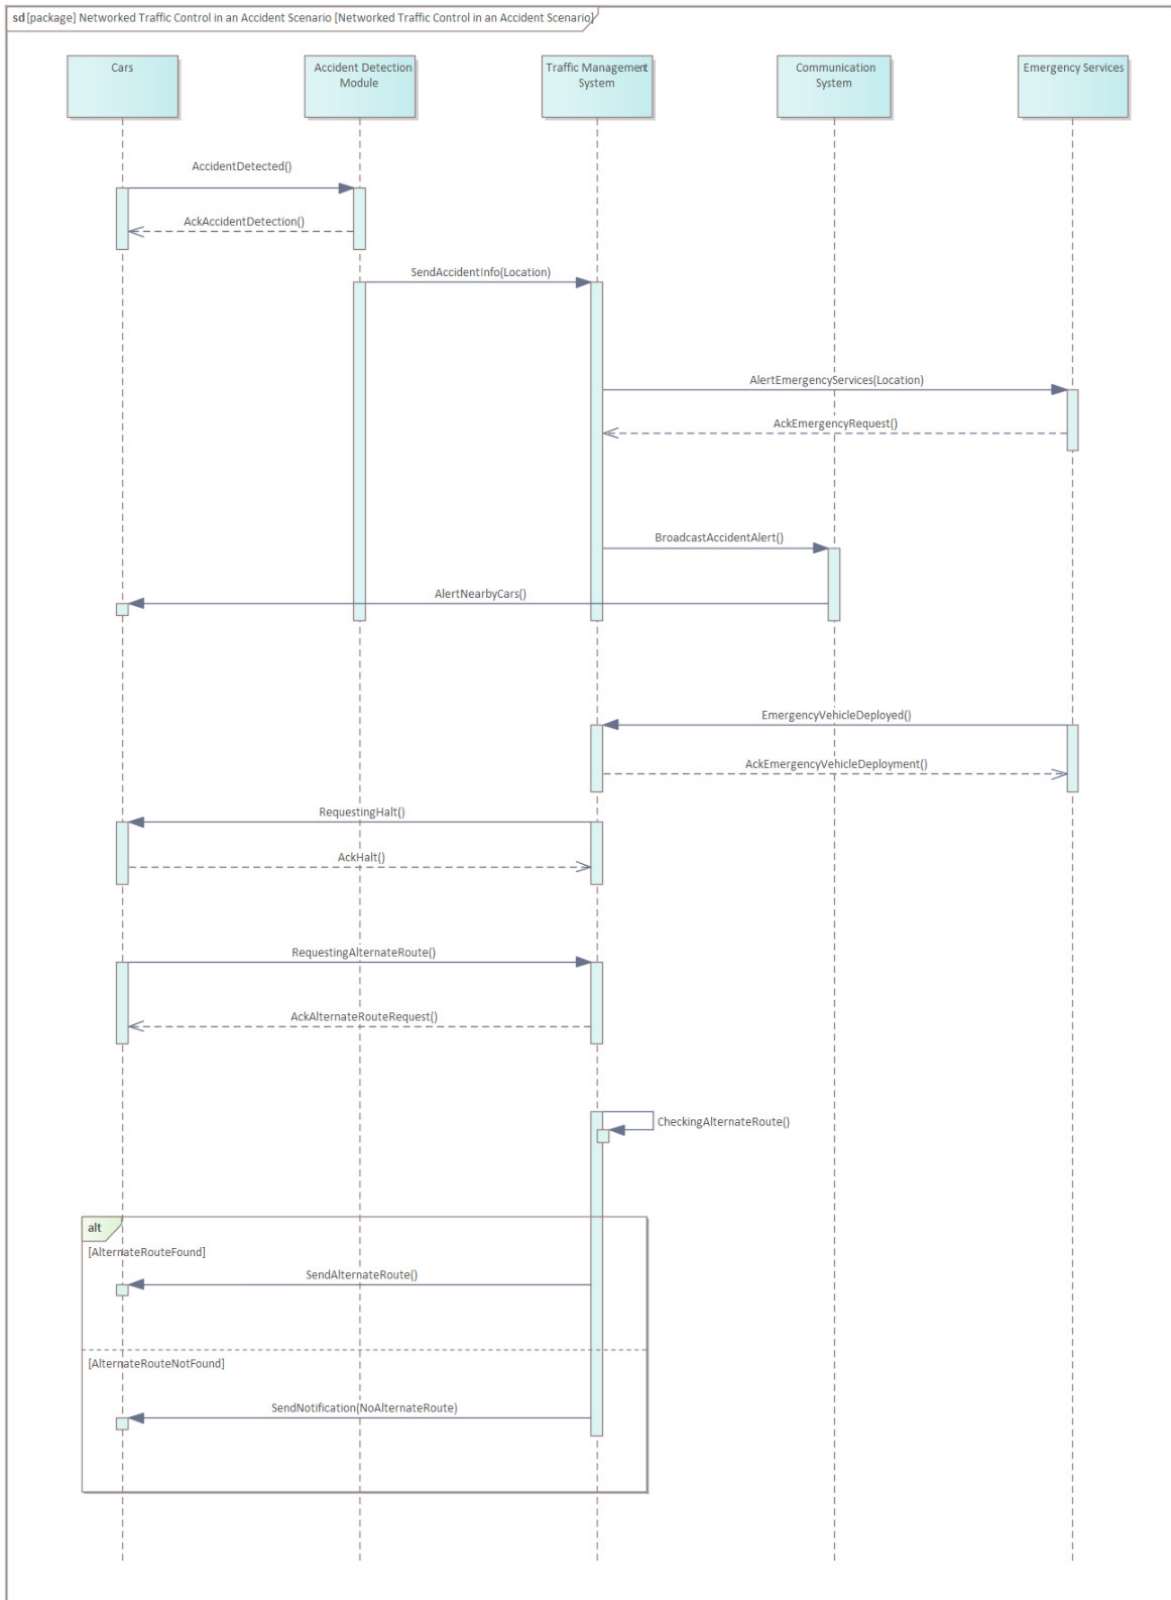 sd [package] Networked Traffic Control in an Accident Scenario [Networked Traffic Control in an Accident Scenario]
Cars
Accident Detection
Module
Traffic Management
System
Communication
System
Emergency Services
AccidentDetected()
AckAccidentDetection()
SendAccidentInfo(Location)
AlertEmergencyServices(Location)
AckEmergencyRequest()
BroadcastAccidentAlert()
AlertNearbyCars()
EmergencyVehicleDeployed()
AckEmergencyVehicleDeployment()
RequestingHalt()
AckHalt()
RequestingAlternateRoute()
AckAlternateRouteRequest()
CheckingAlternateRoute()
alt
[AlternateRouteFound]
SendAlternateRoute()
[AlternateRouteNotFound]
SendNotification(NoAlternateRoute)